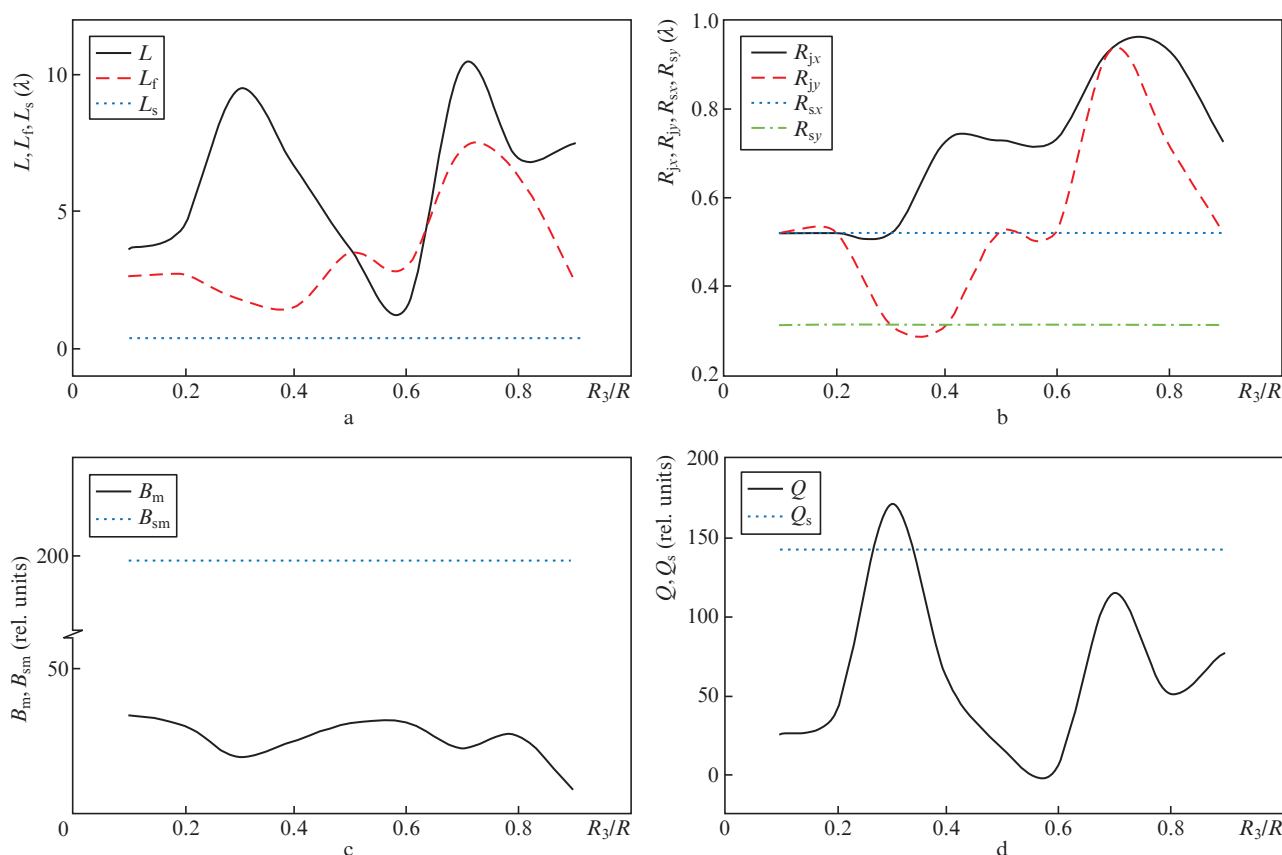 L, L_f, L_s (λ)
10
5
0
L
L_f
L_s
0
0.2
0.4
0.6
0.8
R_3/R
a
R_jx, R_jy, R_sx, R_sy (λ)
1.0
0.8
0.6
0.4
0.2
R_jx
R_jy
R_sx
R_sy
0
0.2
0.4
0.6
0.8
R_3/R
b
B_m, B_sm (rel. units)
200
50
B_m
B_sm
0
0.2
0.4
0.6
0.8
R_3/R
c
Q, Q_s (rel. units)
200
150
100
50
0
Q
Q_s
0
0.2
0.4
0.6
0.8
R_3/R
d